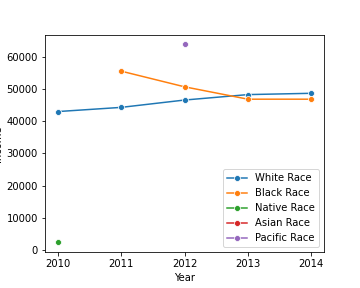 60000
50000
40000
30000
20000
10000
0
2010 2011 2012 2013 2014
Year
White Race
Black Race
Native Race
Asian Race
Pacific Race